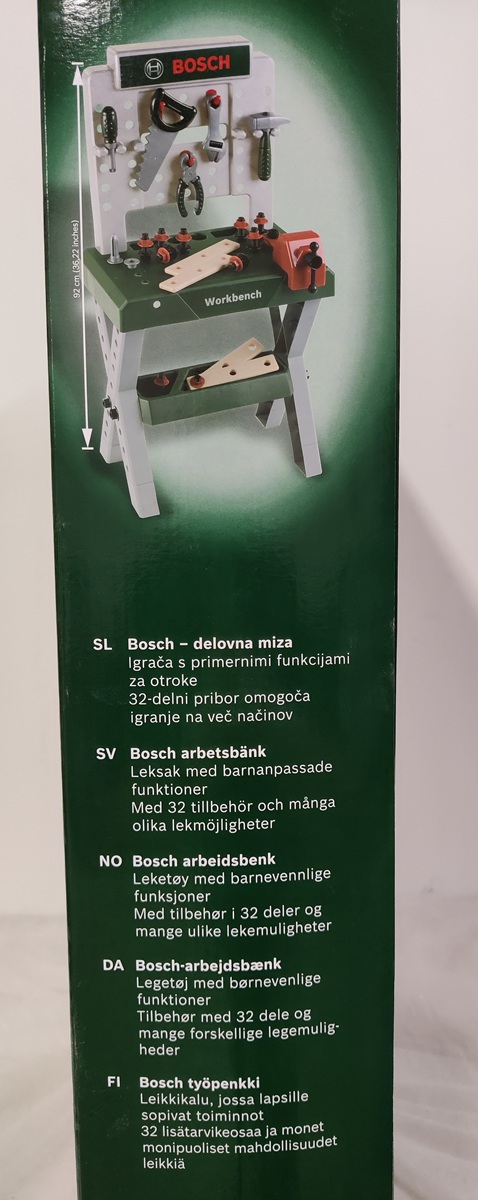 BOSCH
92 cm (36,22 inches)
Workbench
SL Bosch – delovna miza
Igrača s primernimi funkcijami
za otroke
32-delni pribor omogoča
igranje na več načinov
SV Bosch arbetsbänk
Leksak med barnanpassade
funktioner
Med 32 tillbehör och många
olika lekmöjligheter
NO Bosch arbeidsbenk
Leketøy med barnevennlige
funksjoner
Med tilbehør i 32 deler og
mange ulike lekemuligheter
DA Bosch-arbejdsbænk
Legetøj med børnevenlige
funktioner
Tilbehør med 32 dele og
mange forskellige legemulig-
heder
FI Bosch työpenkki
Leikkikalu, jossa lapsille
sopivat toiminnot
32 lisätarvikeosaa ja monet
monipuoliset mahdollisuudet
leikkiä